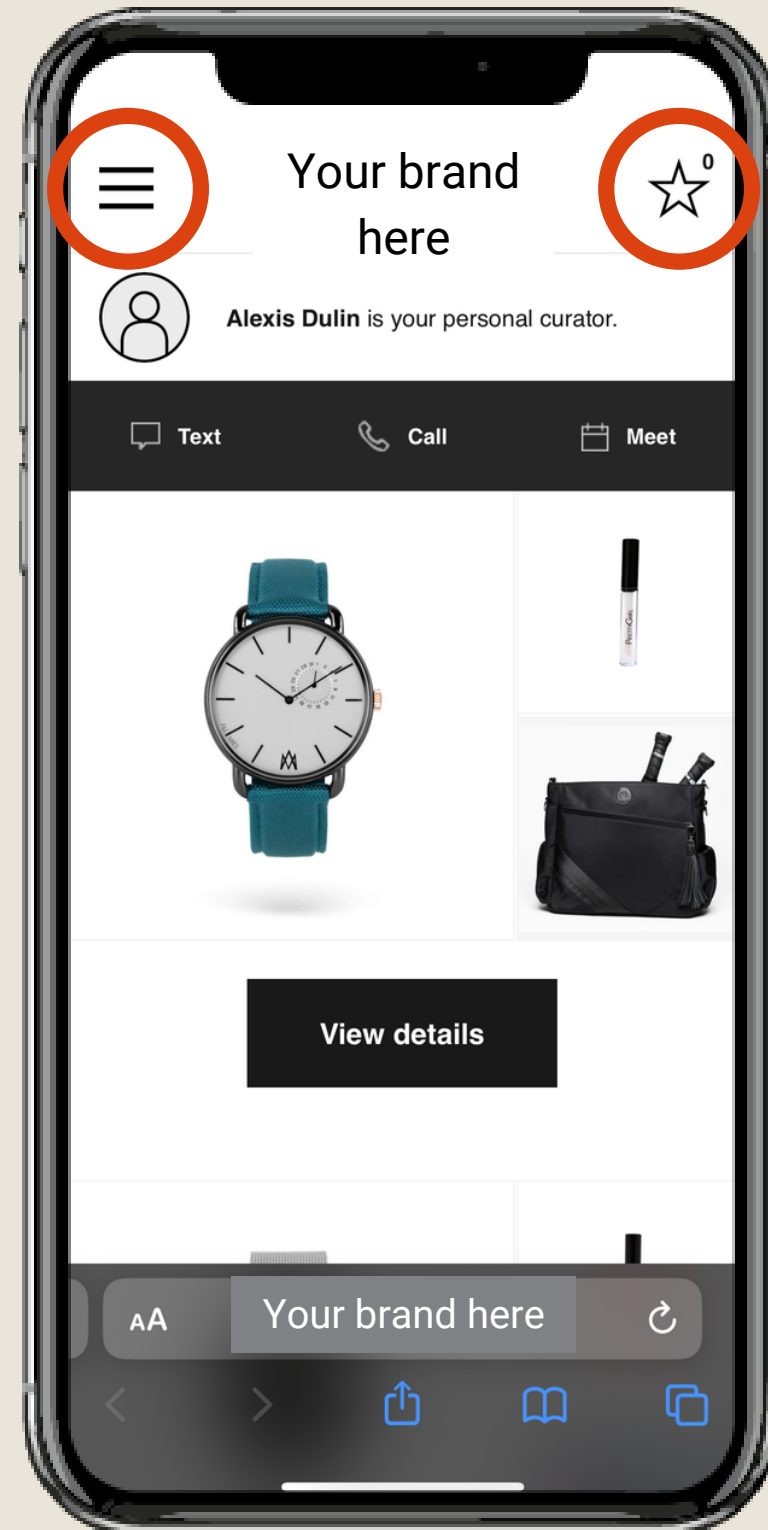 Your brand
here
0
Alexis Dulin is your personal curator.
Text Call Meet
PrettiGirl
View details
AA Your brand here